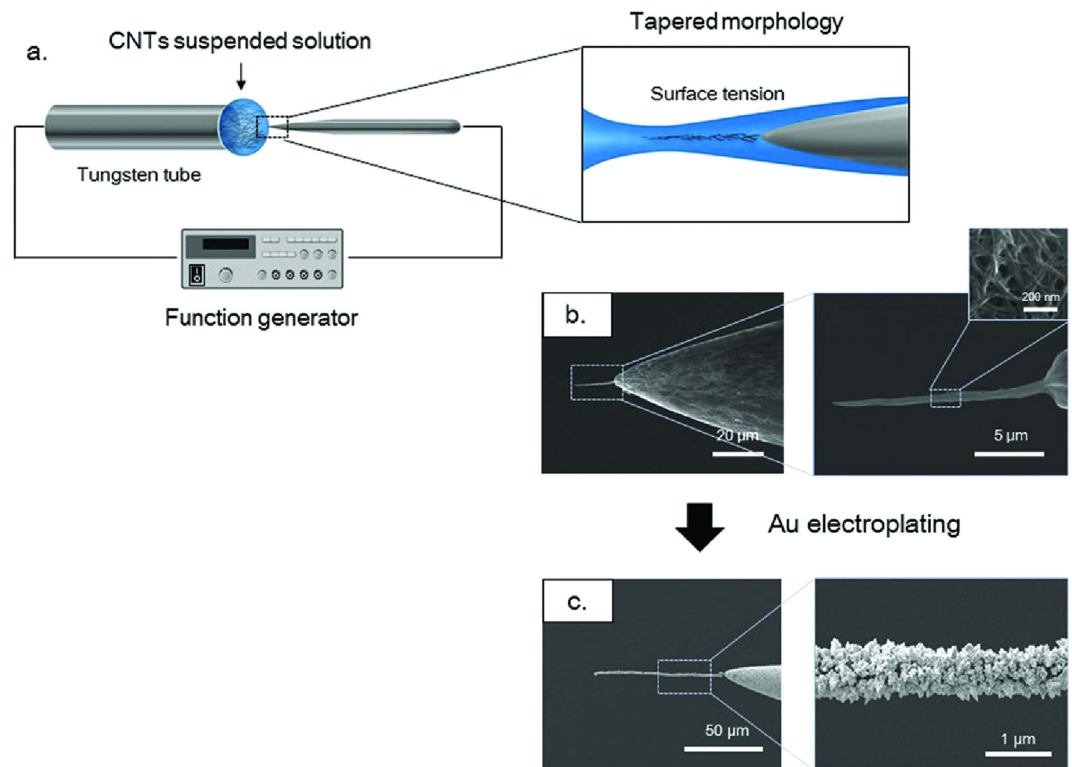 a.
CNTs suspended solution
Tapered morphology
Surface tension
Tungsten tube
Function generator
200 nm
b.
20 µm
5 µm
Au electroplating
c.
50 µm
1 µm